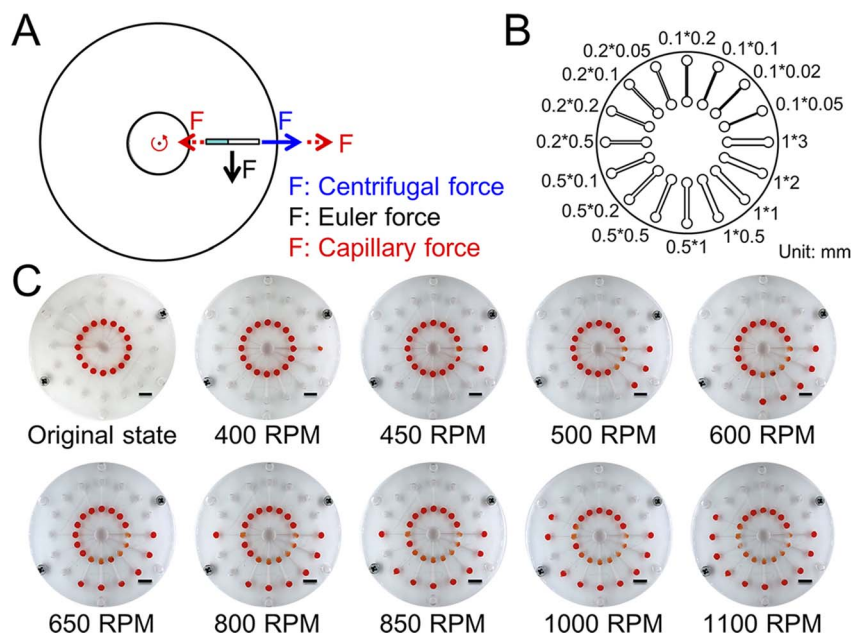 A
F
F
F
F: Centrifugal force
F: Euler force
F: Capillary force
B
0.1*0.2
0.1*0.1
0.1*0.02
0.1*0.05
1*3
1*2
1*1
1*0.5
0.5*1
0.5*0.5
0.5*0.2
0.5*0.1
0.2*0.5
0.2*0.2
0.2*0.1
0.2*0.05
Unit: mm
C
Original state
400 RPM
450 RPM
500 RPM
600 RPM
650 RPM
800 RPM
850 RPM
1000 RPM
1100 RPM